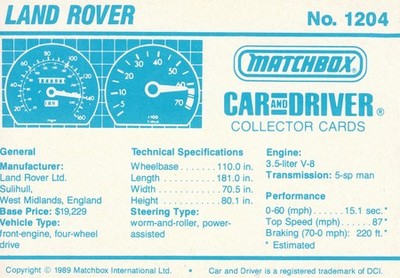 LAND ROVER
No. 1204
MATCHBOX
CAR AND DRIVER®
COLLECTOR CARDS
General
Manufacturer:
Land Rover Ltd.
Sulihull,
West Midlands, England
Base Price: $19,229
Vehicle Type:
front-engine, four-wheel
drive
Technical Specifications
Wheelbase.......110.0 in.
Length..........181.0 in.
Width...........70.5 in.
Height..........80.1 in.
Steering Type:
worm-and-roller, power-
assisted
Engine:
3.5-liter V-8
Transmission: 5-sp man
Performance
0-60 (mph)......15.1 sec.*
Top Speed (mph).....87*
Braking (70-0 mph): 220 ft.*
* Estimated
Copyright © 1989 Matchbox International Ltd. • Car and Driver is a registered trademark of DCI.